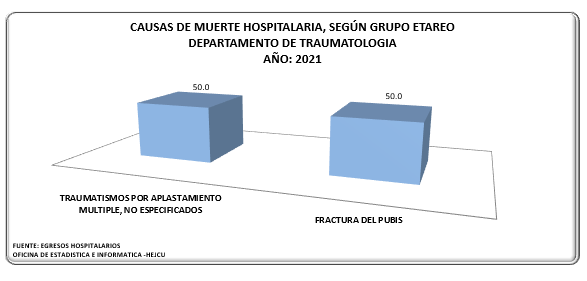 CAUSAS DE MUERTE HOSPITALARIA, SEGÚN GRUPO ETAREO
DEPARTAMENTO DE TRAUMATOLOGIA
AÑO: 2021
50.0
50.0
TRAUMATISMOS POR APLASTAMIENTO
MULTIPLE, NO ESPECIFICADOS
FRACTURA DEL PUBIS
FUENTE: EGRESOS HOSPITALARIOS
OFICINA DE ESTADISTICA E INFORMATICA -HEJCU